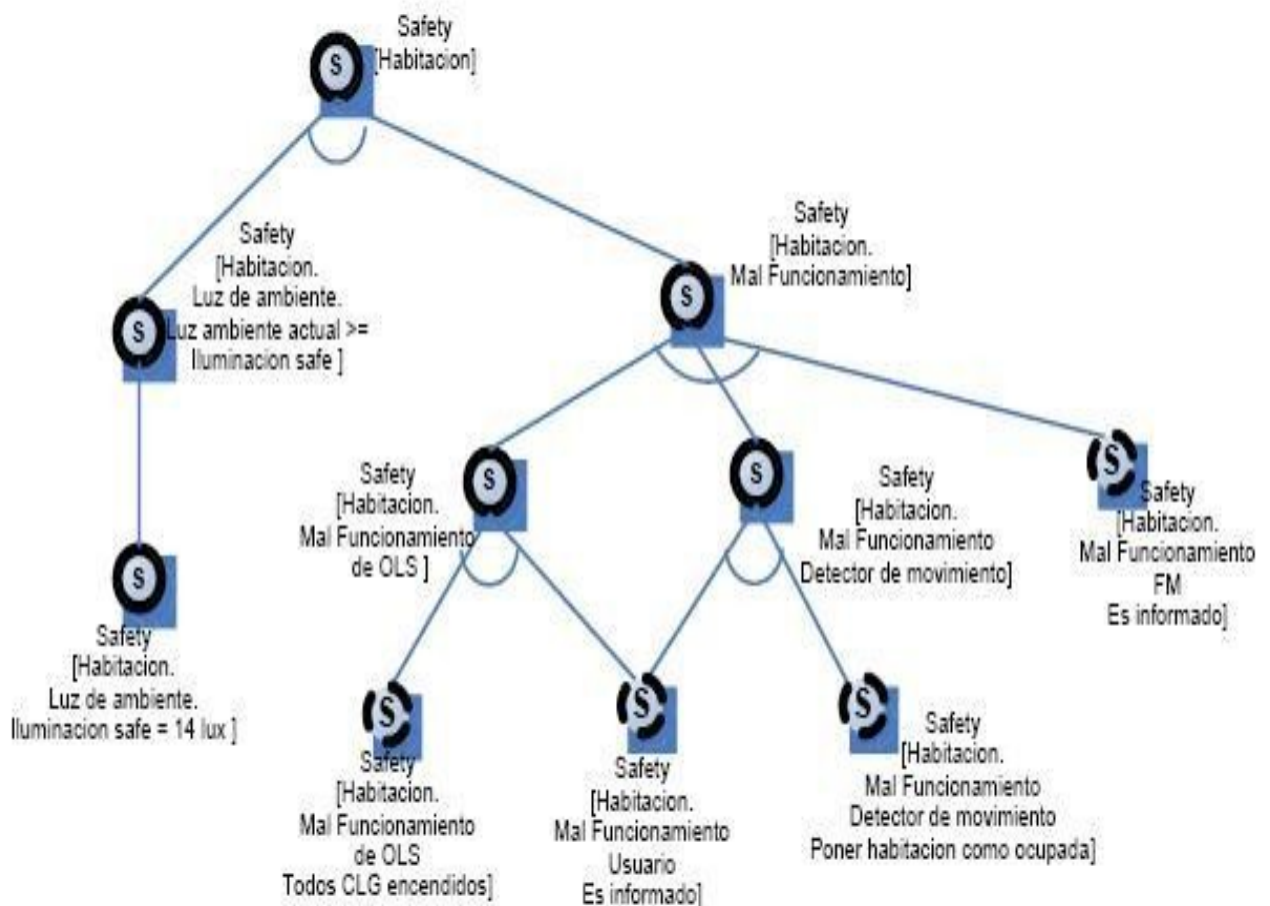 Safety
[Habitacion]
S
Safety
[Habitacion.
Luz de ambiente.
Luz ambiente actual >=
Iluminacion safe ]
S
Safety
[Habitacion.
Mal Funcionamiento]
S
Safety
[Habitacion.
Mal Funcionamiento
de OLS ]
S
S
Safety
[Habitacion.
Mal Funcionamiento
Detector de movimiento]
S
Safety
[Habitacion.
Mal Funcionamiento
FM
Es informado]
S
Safety
[Habitacion.
Luz de ambiente.
Iluminacion safe = 14 lux ]
S
Safety
[Habitacion.
Mal Funcionamiento
de OLS
Todos CLG encendidos]
S
Safety
[Habitacion.
Mal Funcionamiento
Usuario
Es informado]
S
Safety
[Habitacion.
Mal Funcionamiento
Detector de movimiento
Poner habitacion como ocupada]